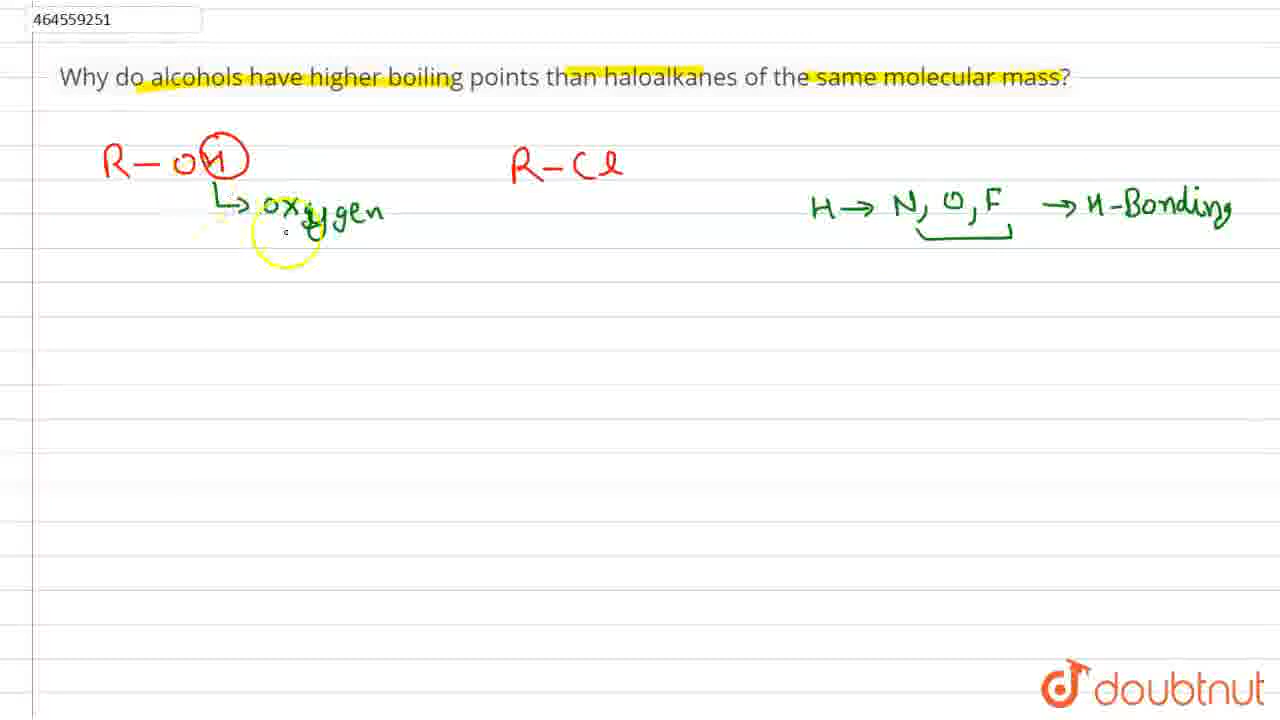 464559251
Why do alcohols have higher boiling points than haloalkanes of the same molecular mass?
R-OH
R-Cl
↳ oxygen
H → N, O, F → H-Bonding
doubtnut